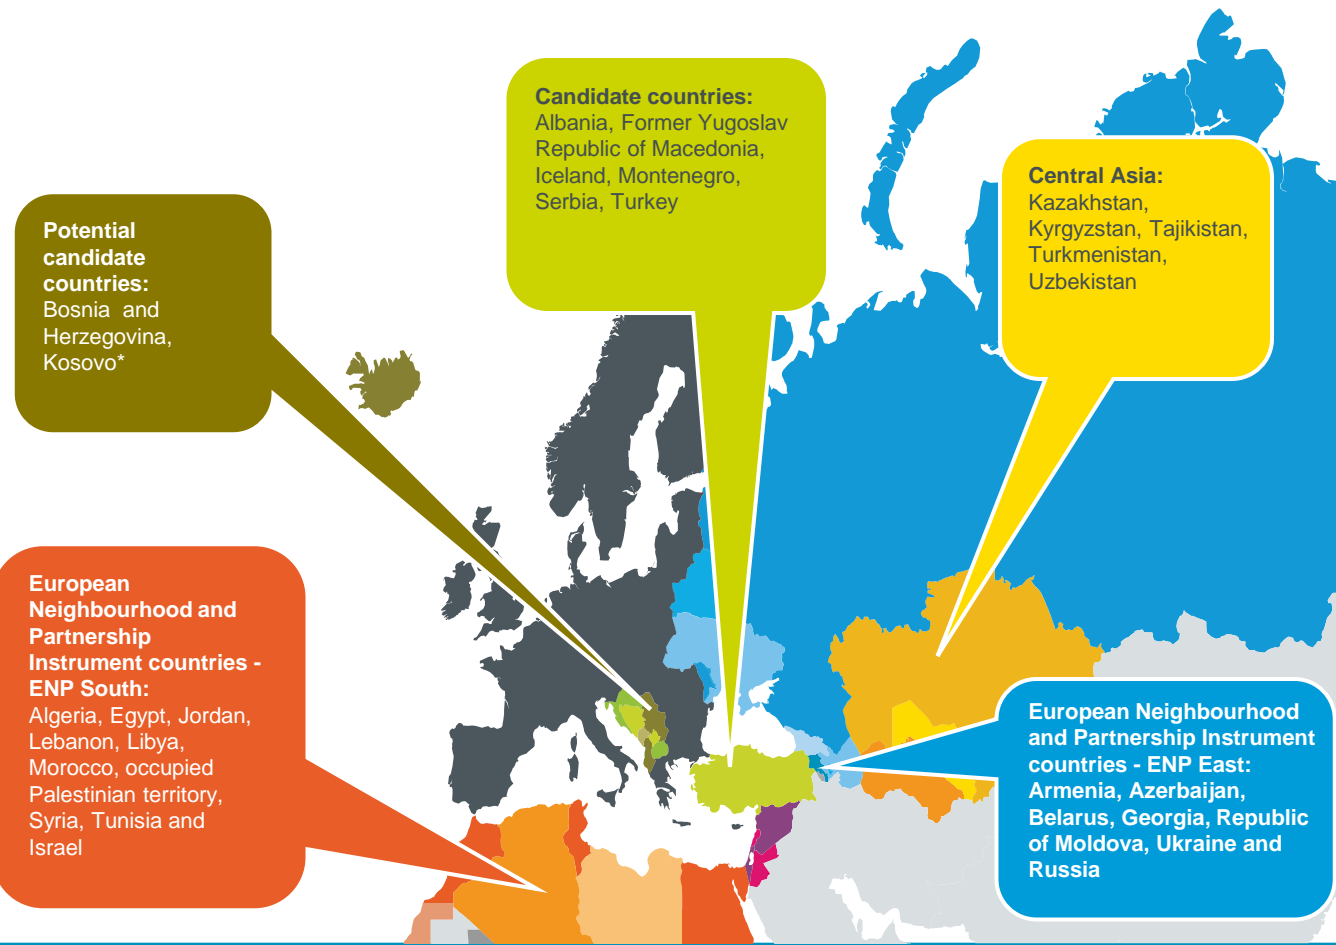 Candidate countries:
Albania, Former Yugoslav
Republic of Macedonia,
Iceland, Montenegro,
Serbia, Turkey
Central Asia:
Kazakhstan,
Kyrgyzstan, Tajikistan,
Turkmenistan,
Uzbekistan
Potential
candidate
countries:
Bosnia and
Herzegovina,
Kosovo*
European
Neighbourhood and
Partnership
Instrument countries -
ENP South:
Algeria, Egypt, Jordan,
Lebanon, Libya,
Morocco, occupied
Palestinian territory,
Syria, Tunisia and
Israel
European Neighbourhood
and Partnership Instrument
countries - ENP East:
Armenia, Azerbaijan,
Belarus, Georgia, Republic
of Moldova, Ukraine and
Russia